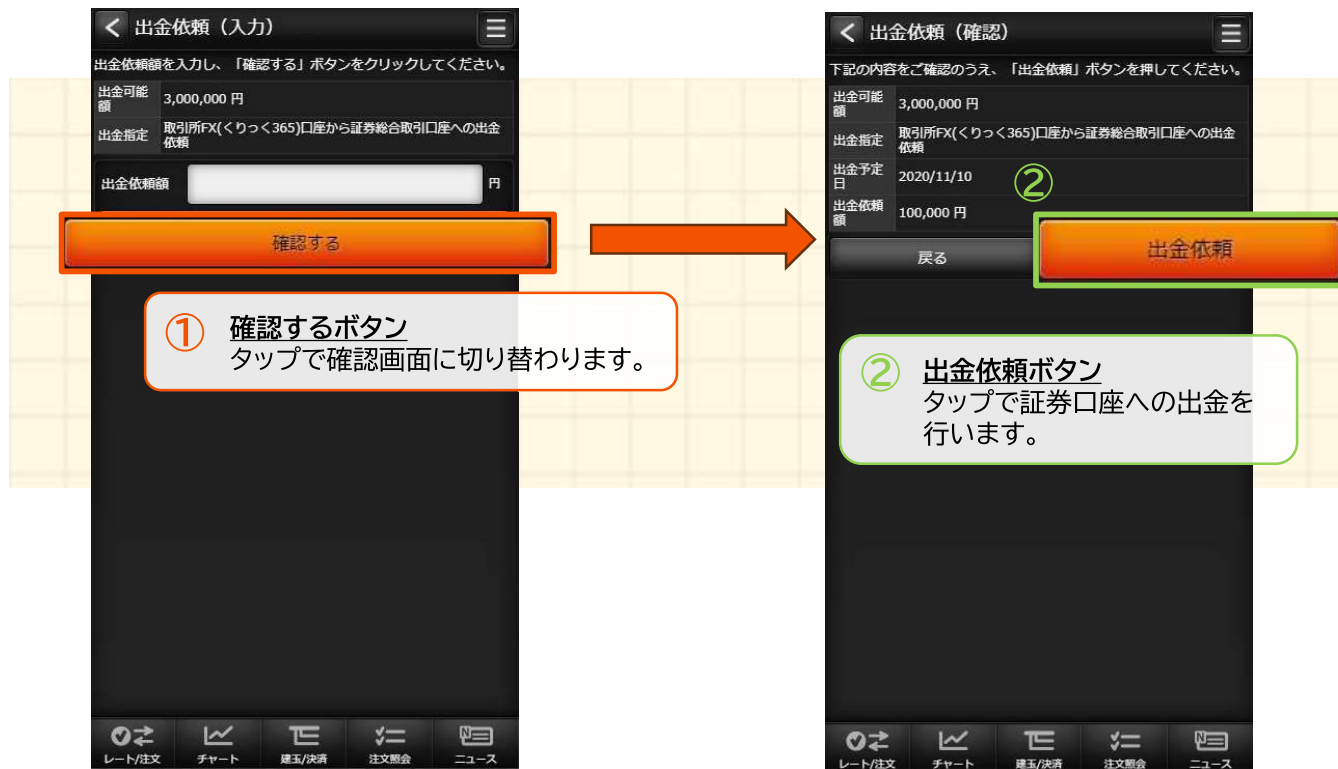 出金依頼（入力）
出金依頼額を入力し、「確認する」ボタンをクリックしてください。
出金可能額 3,000,000 円
出金指定 取引所FX(くりっく365)口座から証券総合取引口座への出金
依頼
出金依頼額 円
確認する
① 確認するボタン
タップで確認画面に切り替わります。
レート/注文 チャート 建玉/決済 注文照会 ニュース
出金依頼（確認）
下記の内容をご確認のうえ、「出金依頼」ボタンを押してください。
出金可能額 3,000,000 円
出金指定 取引所FX(くりっく365)口座から証券総合取引口座への出金
依頼
出金予定日 2020/11/10
②
出金依頼額 100,000 円
戻る 出金依頼
② 出金依頼ボタン
タップで証券口座への出金を
行います。
レート/注文 チャート 建玉/決済 注文照会 ニュース